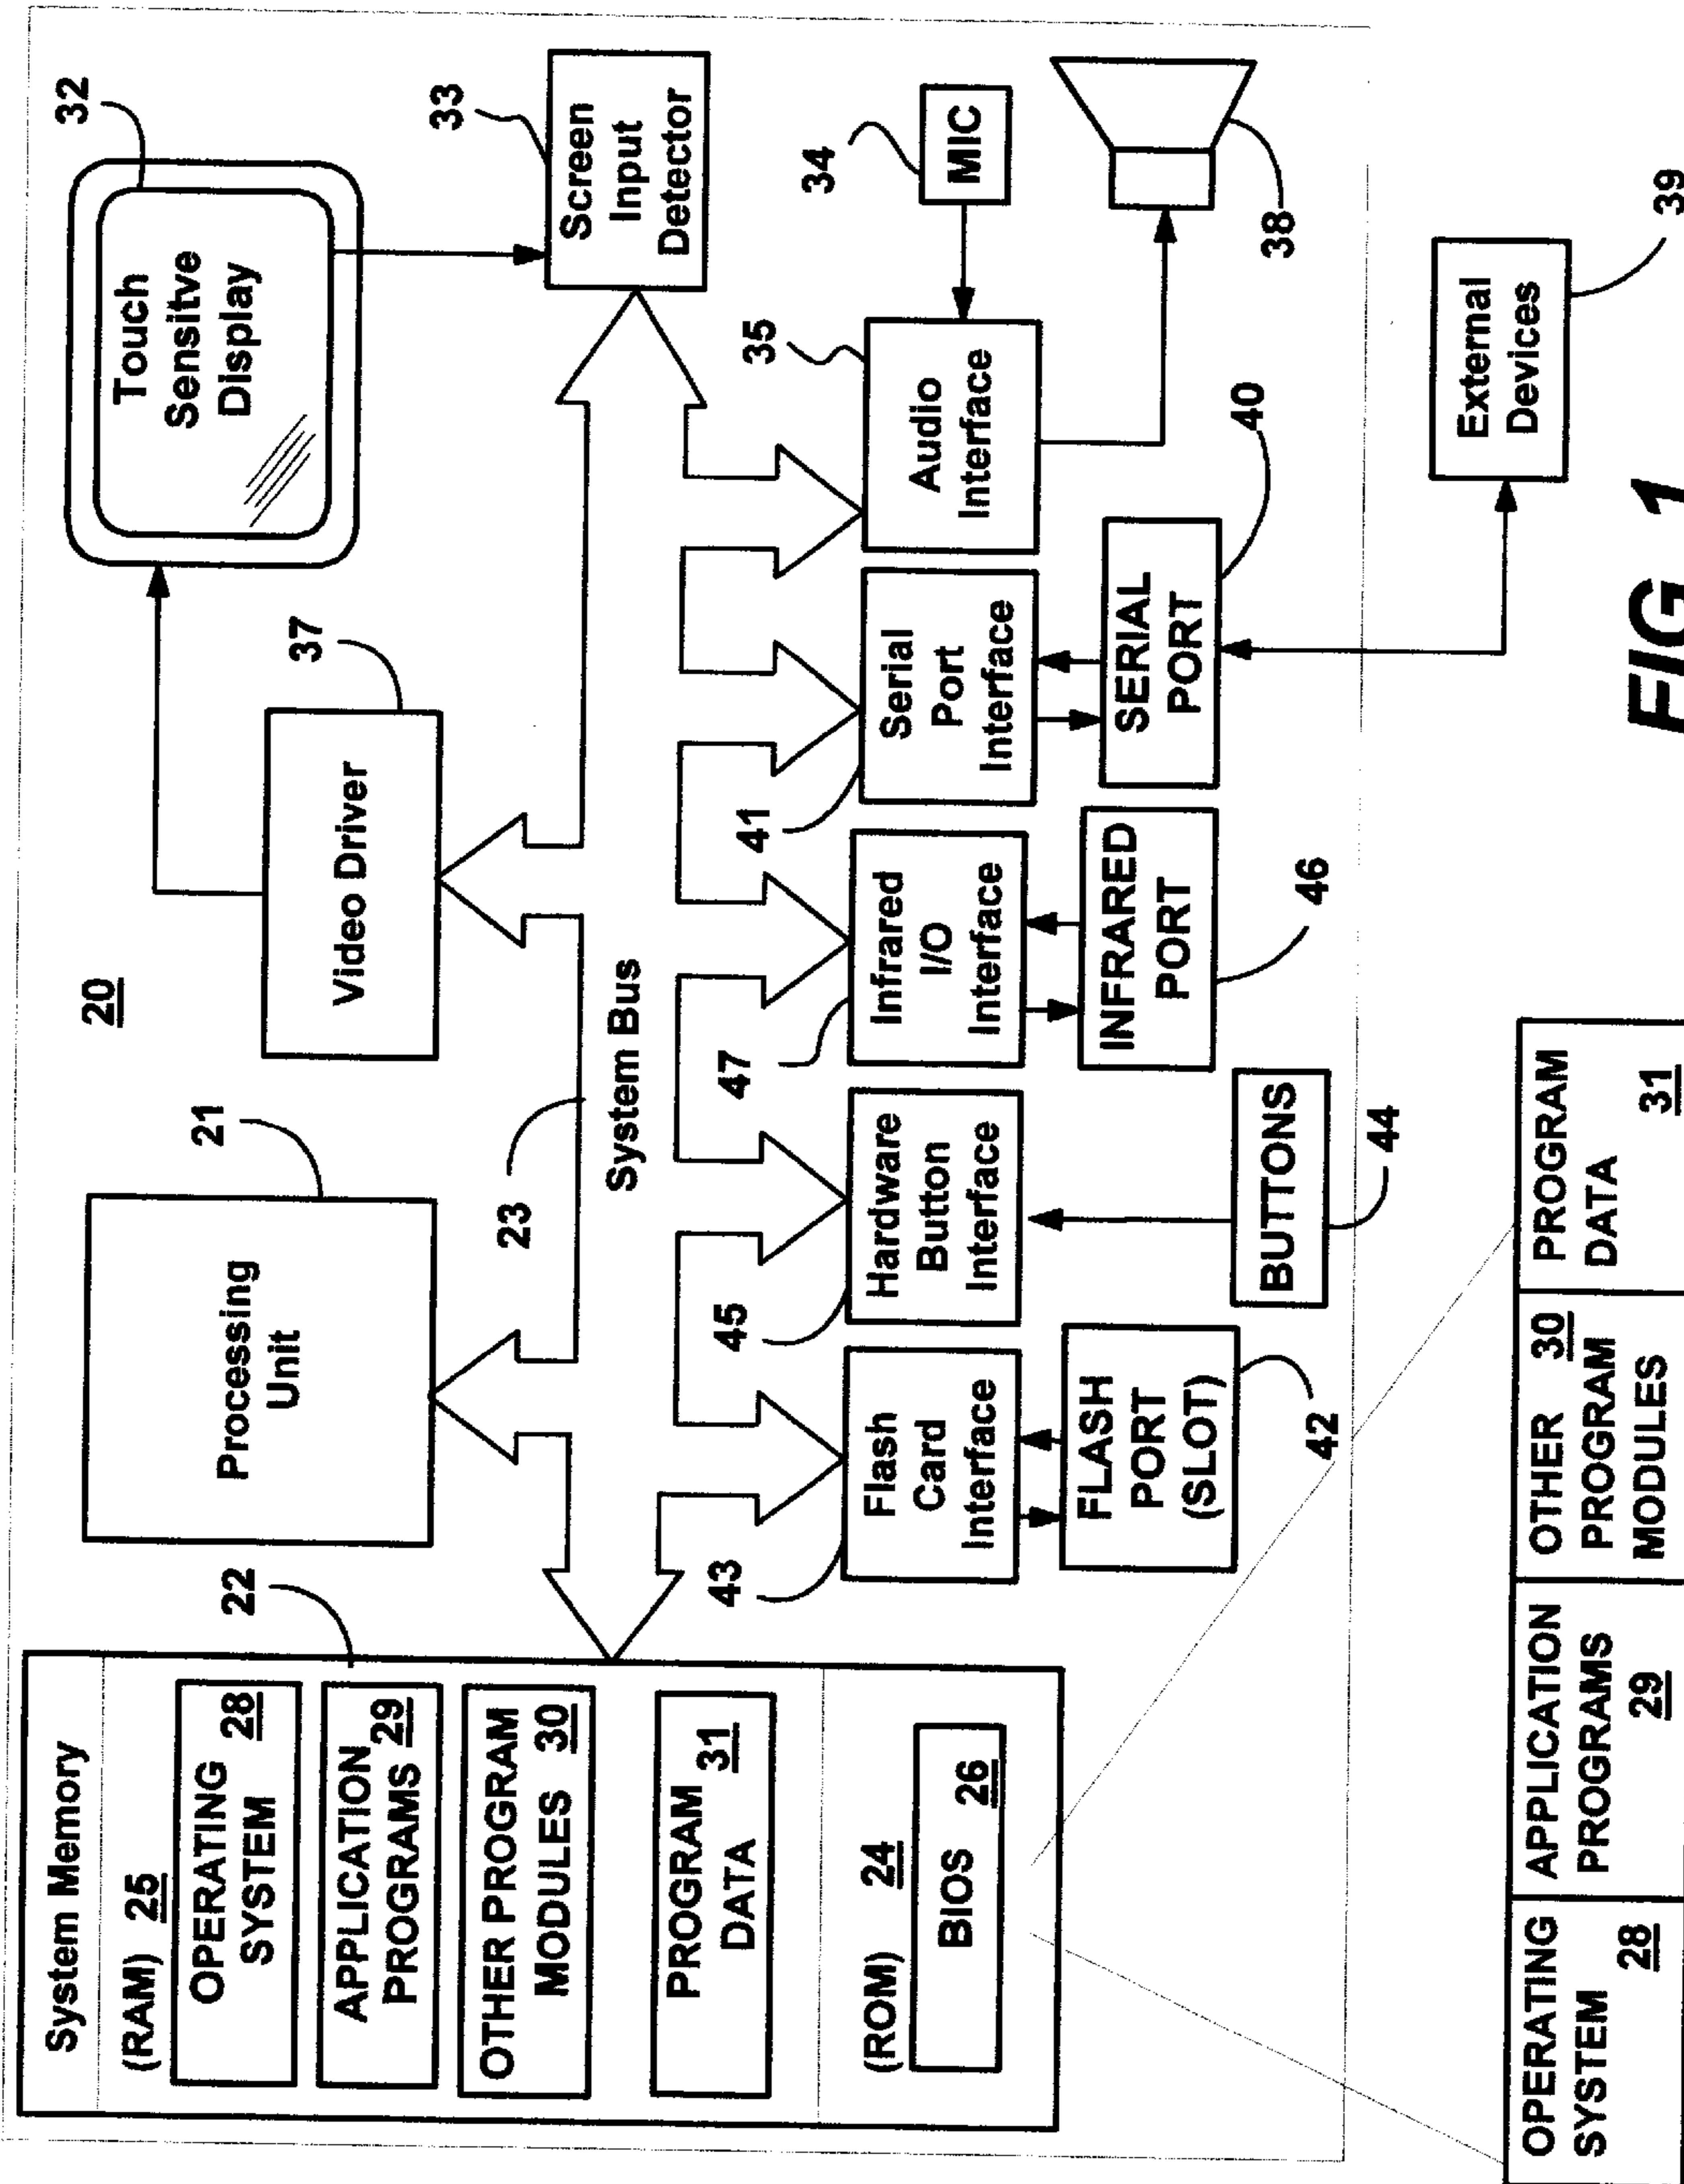 20
System Memory
(RAM) 25
OPERATING
SYSTEM 28
APPLICATION
PROGRAMS 29
OTHER PROGRAM
MODULES 30
PROGRAM
DATA 31
(ROM) 24
BIOS 26
22
Processing
Unit
21
Video Driver
37
Touch
Sensitve
Display
32
Screen
Input
Detector
33
23
System Bus
43
Flash
Card
Interface
45
Hardware
Button
Interface
47
Infrared
I/O
Interface
41
Serial
Port
Interface
35
Audio
Interface
34
MIC
38
FLASH
PORT
(SLOT)
42
BUTTONS
44
INFRARED
PORT
46
SERIAL
PORT
40
External
Devices
39
OPERATING
SYSTEM
28
APPLICATION
PROGRAMS
29
OTHER 30
PROGRAM
MODULES
PROGRAM
DATA
31
FIG 1